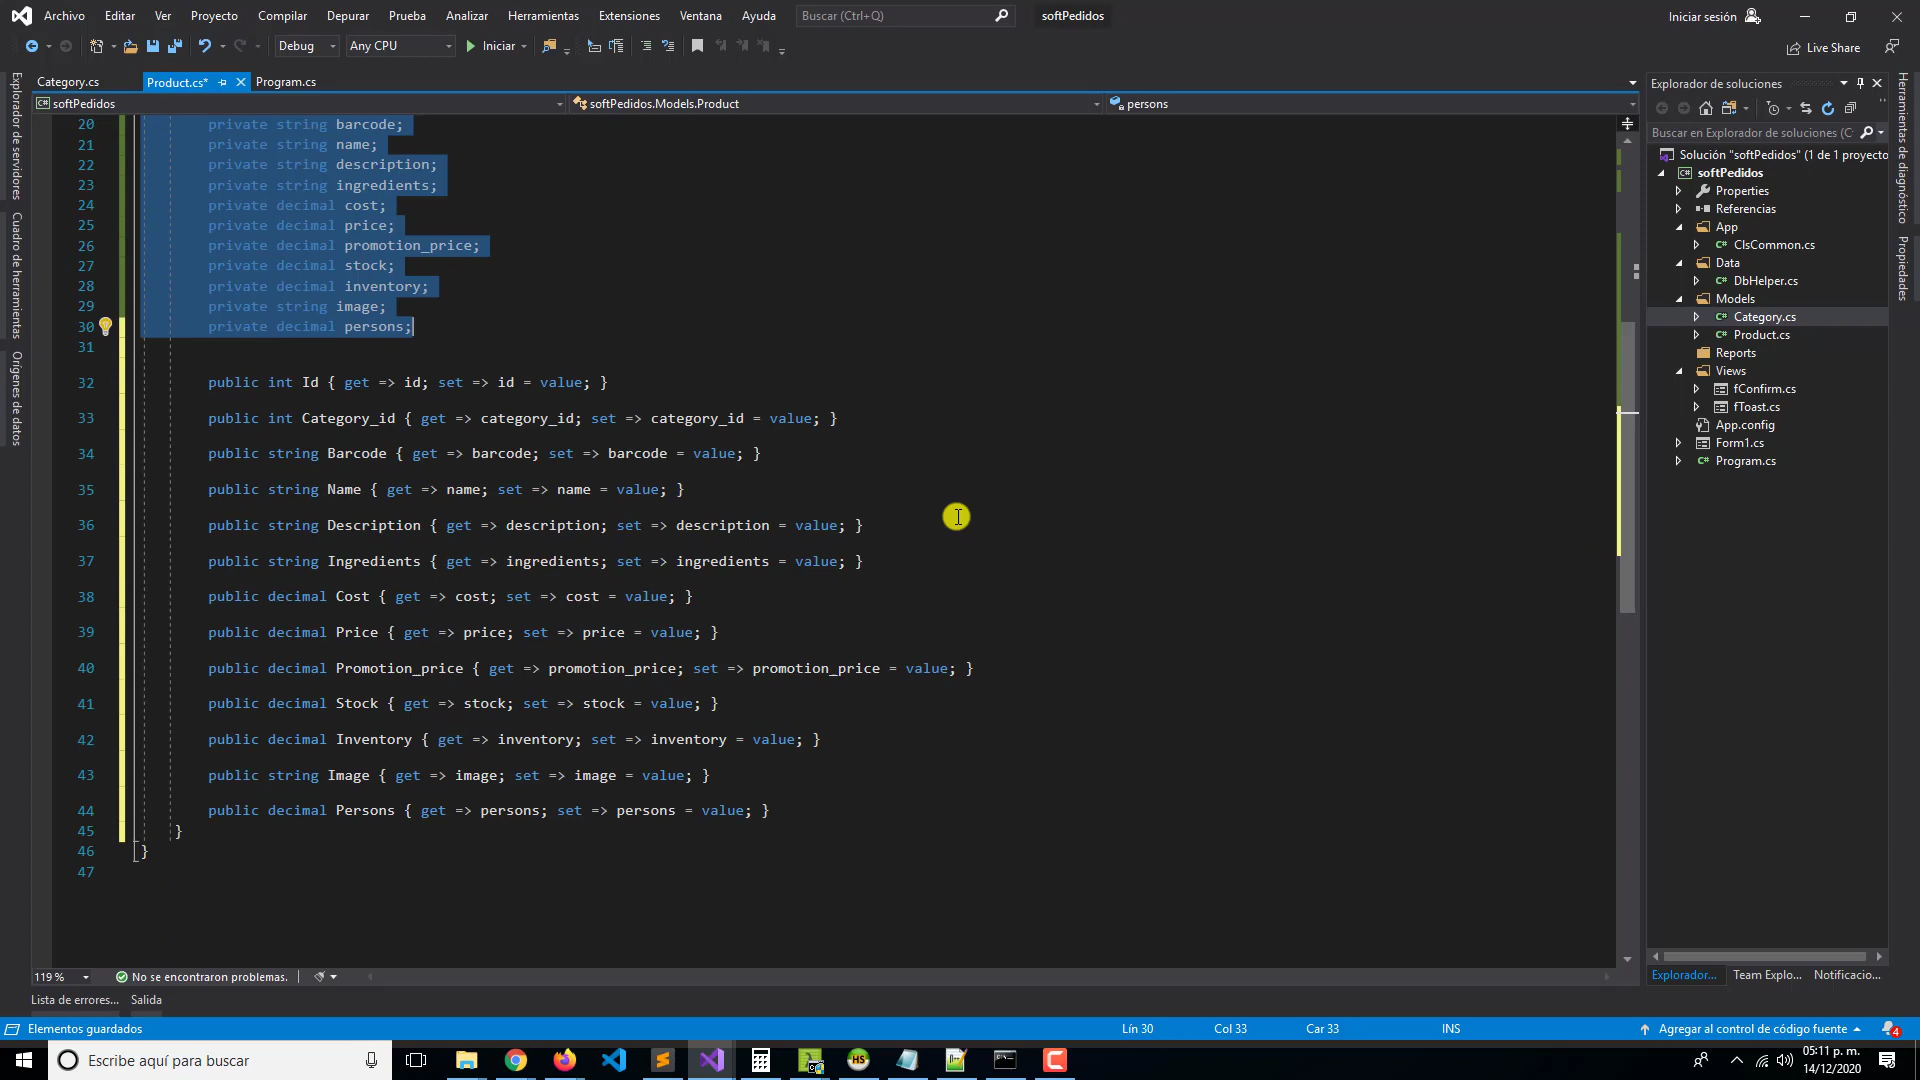 Archivo Editar Ver Proyecto Compilar Depurar Prueba Analizar Herramientas Extensiones Ventana Ayuda Buscar (Ctrl+Q) softPedidos Iniciar sesión
Debug Any CPU Iniciar Live Share
Category.cs Product.cs* Program.cs
softPedidos softPedidos.Models.Product persons
20 private string barcode;
21 private string name;
22 private string description;
23 private string ingredients;
24 private decimal cost;
25 private decimal price;
26 private decimal promotion_price;
27 private decimal stock;
28 private decimal inventory;
29 private string image;
30 private decimal persons;
31
32 public int Id { get => id; set => id = value; }
33 public int Category_id { get => category_id; set => category_id = value; }
34 public string Barcode { get => barcode; set => barcode = value; }
35 public string Name { get => name; set => name = value; }
36 public string Description { get => description; set => description = value; }
37 public string Ingredients { get => ingredients; set => ingredients = value; }
38 public decimal Cost { get => cost; set => cost = value; }
39 public decimal Price { get => price; set => price = value; }
40 public decimal Promotion_price { get => promotion_price; set => promotion_price = value; }
41 public decimal Stock { get => stock; set => stock = value; }
42 public decimal Inventory { get => inventory; set => inventory = value; }
43 public string Image { get => image; set => image = value; }
44 public decimal Persons { get => persons; set => persons = value; }
45 }
46 }
47
Explorador de servidores
Cuadro de herramientas
Orígenes de datos
Explorador de soluciones
Buscar en Explorador de soluciones (C
Solución "softPedidos" (1 de 1 proyecto
softPedidos
Properties
Referencias
App
C# ClsCommon.cs
Data
C# DbHelper.cs
Models
C# Category.cs
C# Product.cs
Reports
Views
fConfirm.cs
fToast.cs
App.config
Form1.cs
C# Program.cs
Explorador... Team Explo... Notificacio...
Herramientas de diagnóstico
Propiedades
119 % No se encontraron problemas.
Lista de errores... Salida
Elementos guardados Lín 30 Col 33 Car 33 INS Agregar al control de código fuente 4
Escribe aquí para buscar
05:11 p. m.
14/12/2020